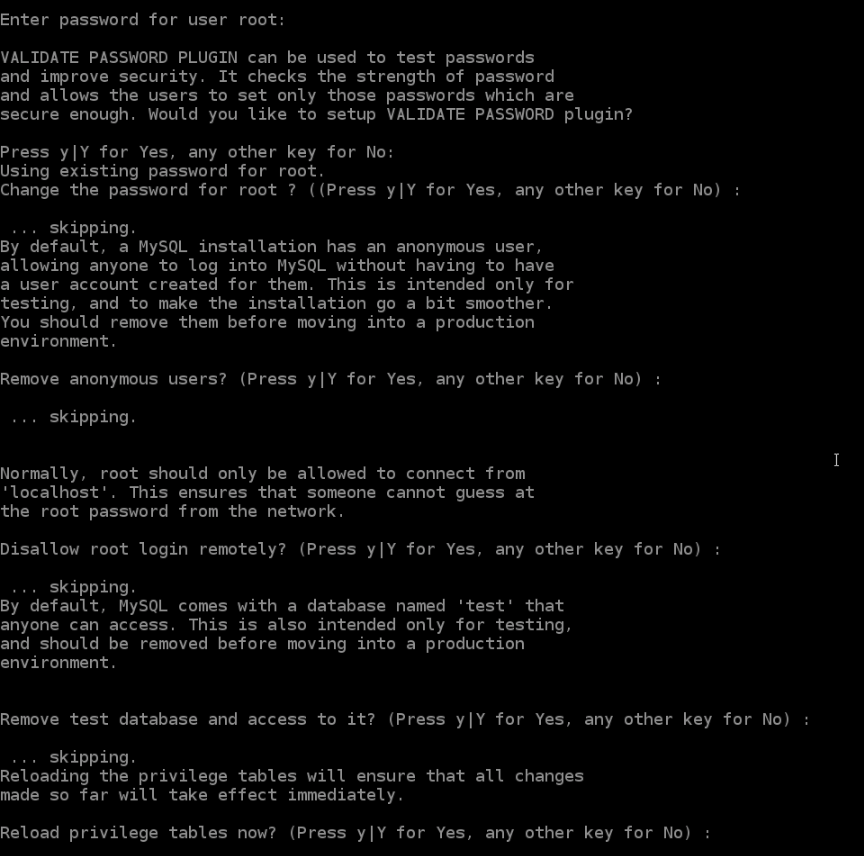 Enter password for user root:
VALIDATE PASSWORD PLUGIN can be used to test passwords
and improve security. It checks the strength of password
and allows the users to set only those passwords which are
secure enough. Would you like to setup VALIDATE PASSWORD plugin?
Press y|Y for Yes, any other key for No:
Using existing password for root.
Change the password for root ? ((Press y|Y for Yes, any other key for No) :
... skipping.
By default, a MySQL installation has an anonymous user,
allowing anyone to log into MySQL without having to have
a user account created for them. This is intended only for
testing, and to make the installation go a bit smoother.
You should remove them before moving into a production
environment.
Remove anonymous users? (Press y|Y for Yes, any other key for No) :
... skipping.
Normally, root should only be allowed to connect from
'localhost'. This ensures that someone cannot guess at
the root password from the network.
Disallow root login remotely? (Press y|Y for Yes, any other key for No) :
... skipping.
By default, MySQL comes with a database named 'test' that
anyone can access. This is also intended only for testing,
and should be removed before moving into a production
environment.
Remove test database and access to it? (Press y|Y for Yes, any other key for No) :
... skipping.
Reloading the privilege tables will ensure that all changes
made so far will take effect immediately.
Reload privilege tables now? (Press y|Y for Yes, any other key for No) :